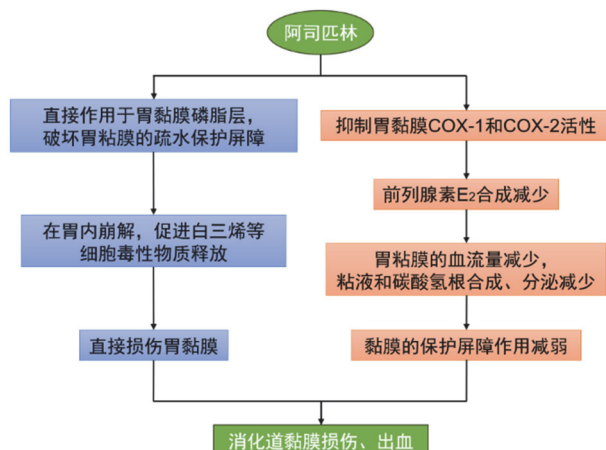 阿司匹林
直接作用于胃黏膜磷脂层，
破坏胃粘膜的疏水保护屏障
在胃内崩解，促进白三烯等
细胞毒性物质释放
直接损伤胃黏膜
抑制胃黏膜COX-1和COX-2活性
前列腺素E₂合成减少
胃粘膜的血流量减少，
粘液和碳酸氢根合成、分泌减少
黏膜的保护屏障作用减弱
消化道黏膜损伤、出血